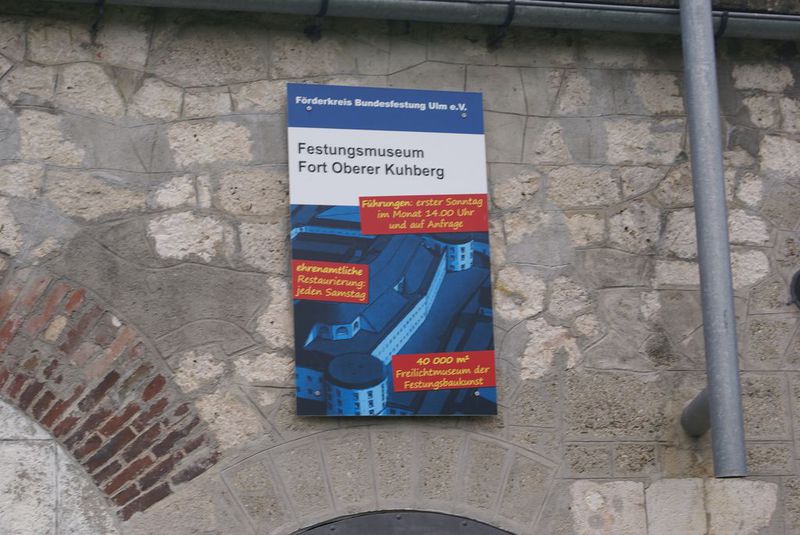 Förderkreis Bundesfestung Ulm e.V.
Festungsmuseum
Fort Oberer Kuhberg
Führungen: erster Sonntag
im Monat 14.00 Uhr
und auf Anfrage
ehrenamtliche
Restaurierung:
jeden Samstag
40 000 m²
Freilichtmuseum der
Festungsbaukunst